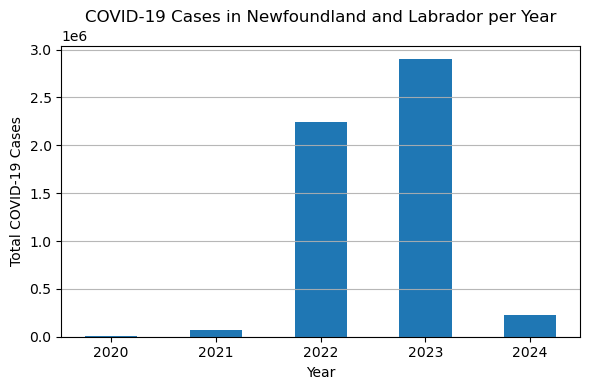 COVID-19 Cases in Newfoundland and Labrador per Year
1e6
3.0
2.5
2.0
1.5
1.0
0.5
0.0
Total COVID-19 Cases
2020 2021 2022 2023 2024
Year